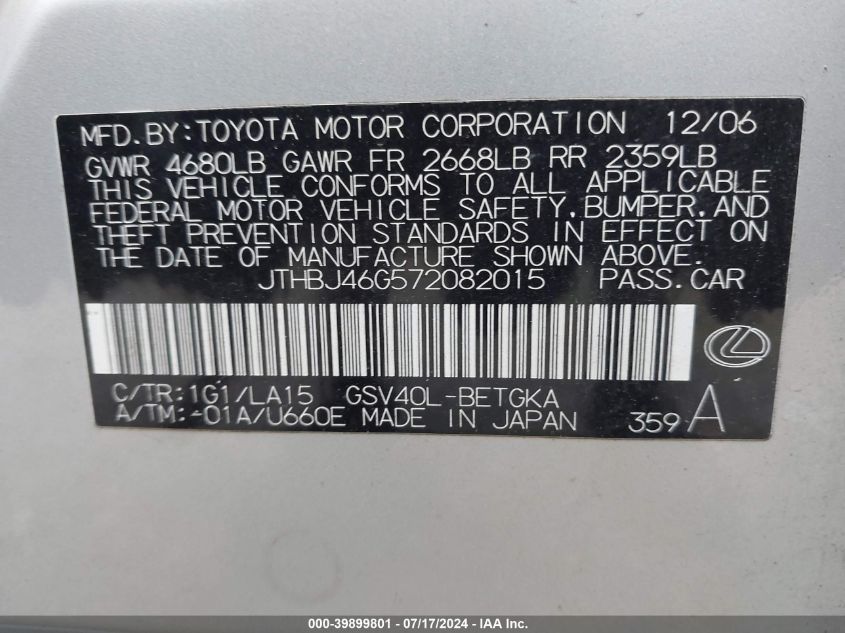 MFD.BY:TOYOTA MOTOR CORPORATION 12/06
GVWR 4680LB GAWR FR 2668LB RR 2359LB
THIS VEHICLE CONFORMS TO ALL APPLICABLE
FEDERAL MOTOR VEHICLE SAFETY,BUMPER,AND
THEFT PREVENTION STANDARDS IN EFFECT ON
THE DATE OF MANUFACTURE SHOWN ABOVE.
JTHBJ46G572082015 PASS.CAR
C/TR:1G1/LA15 GSV40L-BETGKA
A/TM:-01A/U660E MADE IN JAPAN 359 A
000-39899801 - 07/17/2024 - IAA Inc.